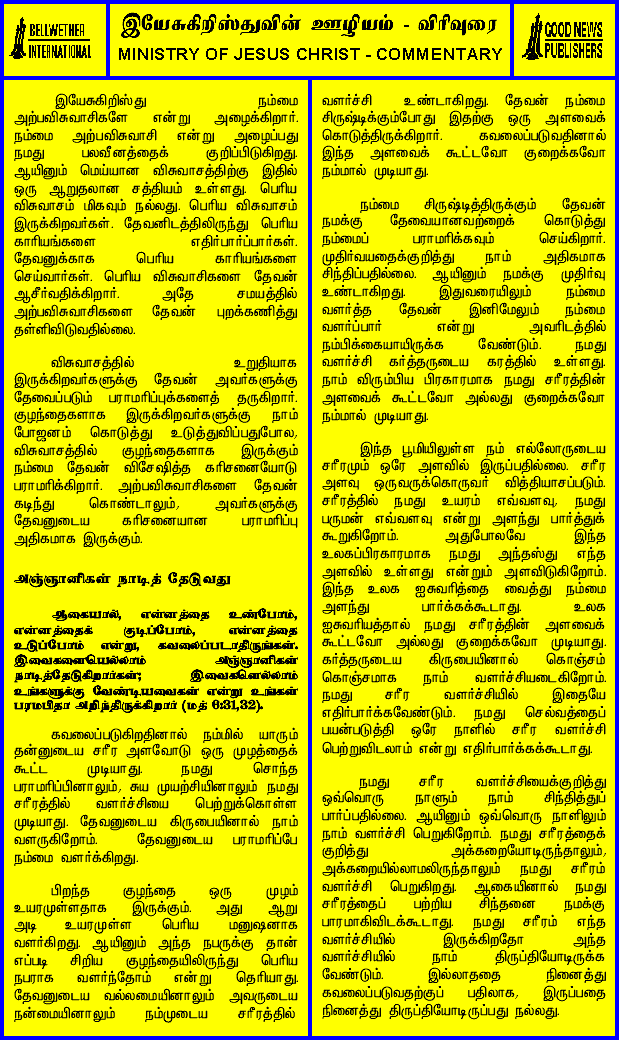 BELLWETHER
INTERNATIONAL
இயேசுகிறிஸ்துவின் ஊழியம் - விரிவுரை
MINISTRY OF JESUS CHRIST - COMMENTARY
GOOD NEWS
PUBLISHERS
இயேசுகிறிஸ்து நம்மை
அற்பவிசுவாசிகளே என்று அழைக்கிறார்.
நம்மை அற்பவிசுவாசி என்று அழைப்பது
நமது பலவீனத்தைக் குறிப்பிடுகிறது.
ஆயினும் மெய்யான விசுவாசத்திற்கு இதில்
ஒரு ஆறுதலான சத்தியம் உள்ளது. பெரிய
விசுவாசம் மிகவும் நல்லது. பெரிய விசுவாசம்
இருக்கிறவர்கள். தேவனிடத்திலிருந்து பெரிய
காரியங்களை எதிர்பார்ப்பார்கள்.
தேவனுக்காக பெரிய காரியங்களை
செய்வார்கள். பெரிய விசுவாசிகளை தேவன்
ஆசீர்வதிக்கிறார். அதே சமயத்தில்
அற்பவிசுவாசிகளை தேவன் புறக்கணித்து
தள்ளிவிடுவதில்லை.
விசுவாசத்தில் உறுதியாக
இருக்கிறவர்களுக்கு தேவன் அவர்களுக்கு
தேவைப்படும் பராமரிப்புக்களைத் தருகிறார்.
குழந்தைகளாக இருக்கிறவர்களுக்கு நாம்
போஜனம் கொடுத்து உடுத்துவிப்பதுபோல,
விசுவாசத்தில் குழந்தைகளாக இருக்கும்
நம்மை தேவன் விசேஷித்த கரிசனையோடு
பராமரிக்கிறார். அற்பவிசுவாசிகளை தேவன்
கடிந்து கொண்டாலும், அவர்களுக்கு
தேவனுடைய கரிசனையான பராமரிப்பு
அதிகமாக இருக்கும்.
அஞ்ஞானிகள் நாடித் தேடுவது
ஆகையால், என்னத்தை உண்போம்,
என்னத்தைக் குடிப்போம், என்னத்தை
உடுப்போம் என்று, கவலைப்படாதிருங்கள்.
இவைகளையெல்லாம் அஞ்ஞானிகள்
நாடித்தேடுகிறார்கள்; இவைகளெல்லாம்
உங்களுக்கு வேண்டியவைகள் என்று உங்கள்
பரமபிதா அறிந்திருக்கிறார் (மத் 6:31,32).
கவலைப்படுகிறதினால் நம்மில் யாரும்
தன்னுடைய சரீர அளவோடு ஒரு முழத்தைக்
கூட்ட முடியாது. நமது சொந்த
பராமரிப்பினாலும், சுய முயற்சியினாலும் நமது
சரீரத்தில் வளர்ச்சியை பெற்றுக்கொள்ள
முடியாது. தேவனுடைய கிருபையினால் நாம்
வளருகிறோம். தேவனுடைய பராமரிப்பே
நம்மை வளர்க்கிறது.
பிறந்த குழந்தை ஒரு முழம்
உயரமுள்ளதாக இருக்கும். அது ஆறு
அடி உயரமுள்ள பெரிய மனுஷனாக
வளர்கிறது. ஆயினும் அந்த நபருக்கு தான்
எப்படி சிறிய குழந்தையிலிருந்து பெரிய
நபராக வளர்ந்தோம் என்று தெரியாது.
தேவனுடைய வல்லமையினாலும் அவருடைய
நன்மையினாலும் நம்முடைய சரீரத்தில்
வளர்ச்சி உண்டாகிறது. தேவன் நம்மை
சிருஷ்டிக்கும்போது இதற்கு ஒரு அளவைக்
கொடுத்திருக்கிறார். கவலைப்படுவதினால்
இந்த அளவைக் கூட்டவோ குறைக்கவோ
நம்மால் முடியாது.
நம்மை சிருஷ்டித்திருக்கும் தேவன்
நமக்கு தேவையானவற்றைக் கொடுத்து
நம்மைப் பராமரிக்கவும் செய்கிறார்.
முதிர்வயதைக்குறித்து நாம் அதிகமாக
சிந்திப்பதில்லை. ஆயினும் நமக்கு முதிர்வு
உண்டாகிறது. இதுவரையிலும் நம்மை
வளர்த்த தேவன் இனிமேலும் நம்மை
வளர்ப்பார் என்று அவரிடத்தில்
நம்பிக்கையாயிருக்க வேண்டும். நமது
வளர்ச்சி கர்த்தருடைய கரத்தில் உள்ளது.
நாம் விரும்பிய பிரகாரமாக நமது சரீரத்தின்
அளவைக் கூட்டவோ அல்லது குறைக்கவோ
நம்மால் முடியாது.
இந்த பூமியிலுள்ள நம் எல்லோருடைய
சரீரமும் ஒரே அளவில் இருப்பதில்லை. சரீர
அளவு ஒருவருக்கொருவர் வித்தியாசப்படும்.
சரீரத்தில் நமது உயரம் எவ்வளவு, நமது
பருமன் எவ்வளவு என்று அளந்து பார்த்துக்
கூறுகிறோம். அதுபோலவே இந்த
உலகப்பிரகாரமாக நமது அந்தஸ்து எந்த
அளவில் உள்ளது என்றும் அளவிடுகிறோம்.
இந்த உலக ஐசுவரித்தை வைத்து நம்மை
அளந்து பார்க்கக்கூடாது. உலக
ஐசுவரியத்தால் நமது சரீரத்தின் அளவைக்
கூட்டவோ அல்லது குறைக்கவோ முடியாது.
கர்த்தருடைய கிருபையினால் கொஞ்சம்
கொஞ்சமாக நாம் வளர்ச்சியடைகிறோம்.
நமது சரீர வளர்ச்சியில் இதையே
எதிர்பார்க்கவேண்டும். நமது செல்வத்தைப்
பயன்படுத்தி ஒரே நாளில் சரீர வளர்ச்சி
பெற்றுவிடலாம் என்று எதிர்பார்க்கக்கூடாது.
நமது சரீர வளர்ச்சியைக்குறித்து
ஒவ்வொரு நாளும் நாம் சிந்தித்துப்
பார்ப்பதில்லை. ஆயினும் ஒவ்வொரு நாளிலும்
நாம் வளர்ச்சி பெறுகிறோம். நமது சரீரத்தைக்
குறித்து அக்கறையோடிருந்தாலும்,
அக்கறையில்லாமலிருந்தாலும் நமது சரீரம்
வளர்ச்சி பெறுகிறது. ஆகையினால் நமது
சரீரத்தைப் பற்றிய சிந்தனை நமக்கு
பாரமாகிவிடக்கூடாது. நமது சரீரம் எந்த
வளர்ச்சியில் இருக்கிறதோ அந்த
வளர்ச்சியில் நாம் திருப்தியோடிருக்க
வேண்டும். இல்லாததை நினைத்து
கவலைப்படுவதற்குப் பதிலாக, இருப்பதை
நினைத்து திருப்தியோடிருப்பது நல்லது.